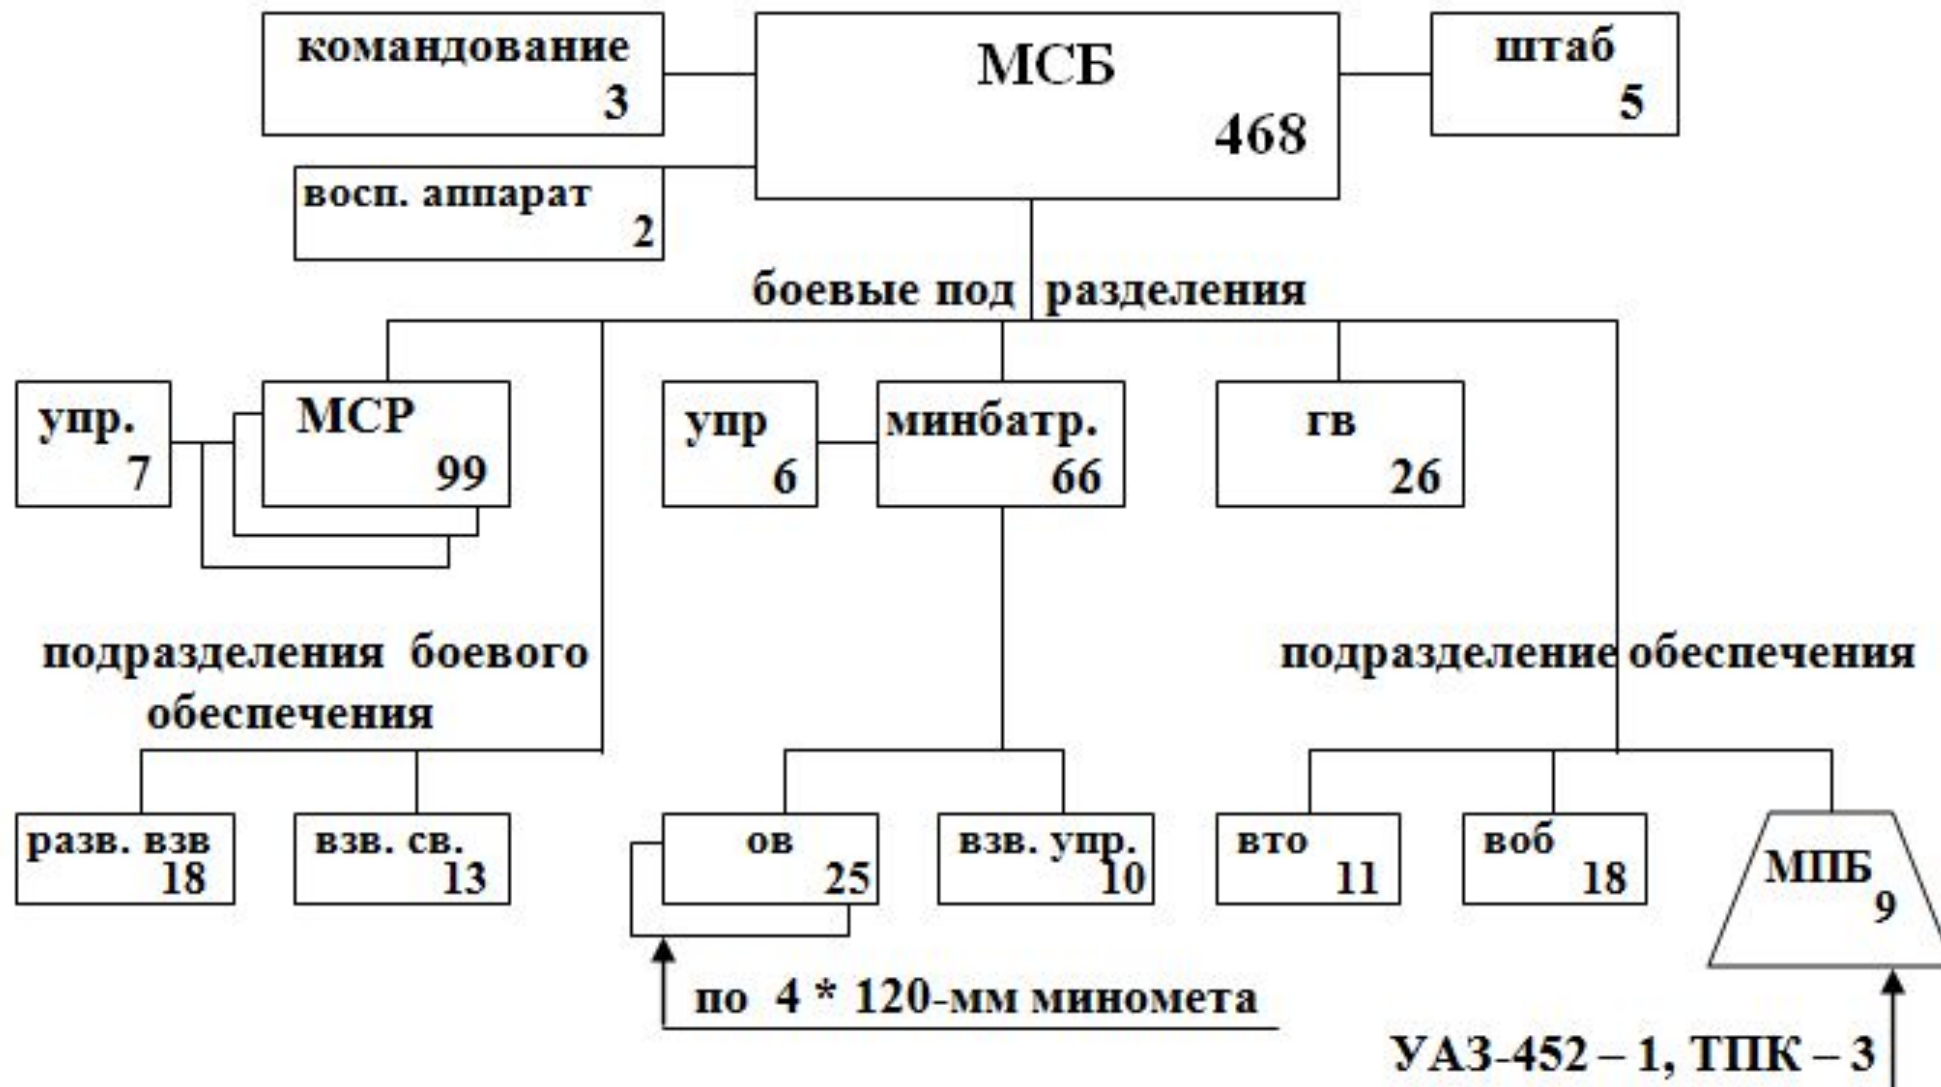 командование
3
МСБ
468
штаб
5
восп. аппарат
2
боевые под разделения
упр.
7
МСР
99
упр
6
минбатр.
66
гв
26
подразделения боевого
обеспечения
подразделение обеспечения
разв. взв
18
взв. св.
13
ов
25
взв. упр.
10
вто
11
воб
18
МПБ
9
по 4 * 120-мм миномета
УАЗ-452 – 1, ТПК – 3